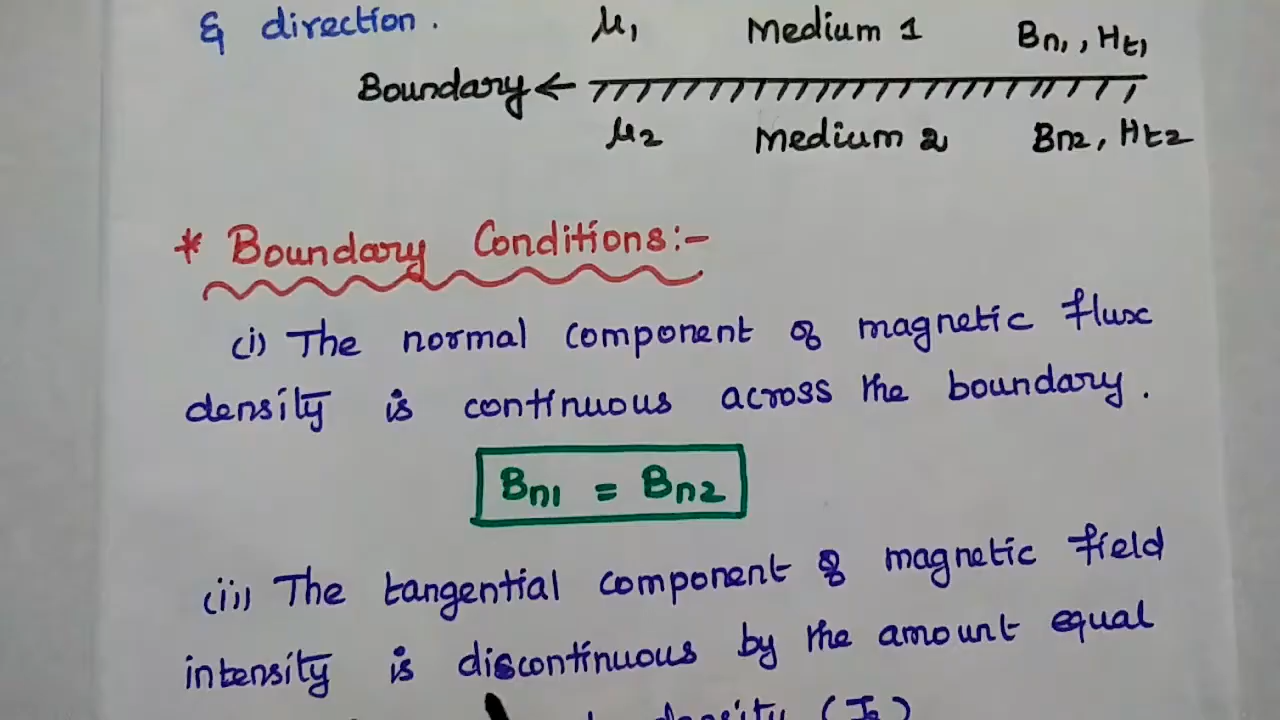 & direction.
μ₁ Medium 1 Bn₁, Ht₁
Boundary ←
μ2 Medium 2 Bn2, Ht2
* Boundary Conditions:-
(i) The normal component of magnetic flux
density is continuous across the boundary.
Bn1 = Bn2
(ii) The tangential component of magnetic field
intensity is discontinuous by the amount equal
density (Js)